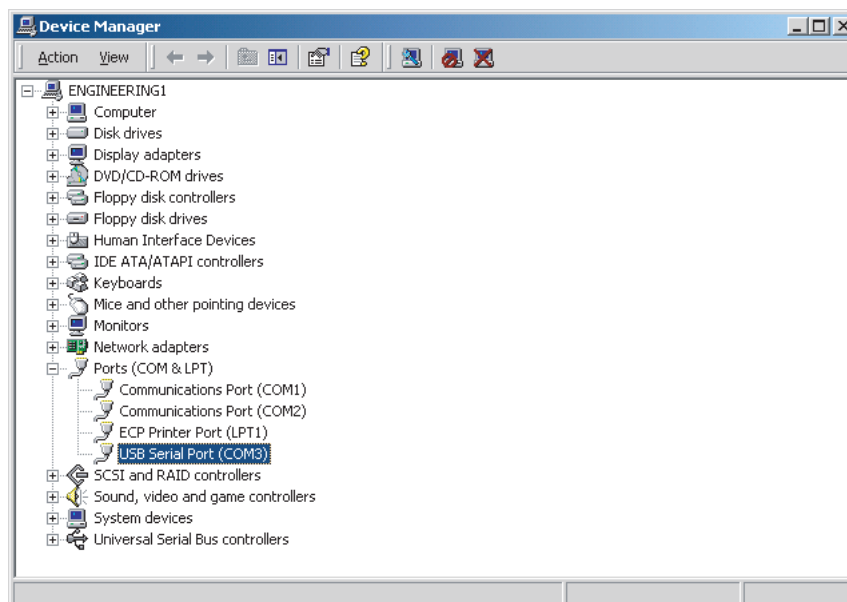 Device Manager
Action View
ENGINEERING1
Computer
Disk drives
Display adapters
DVD/CD-ROM drives
Floppy disk controllers
Floppy disk drives
Human Interface Devices
IDE ATA/ATAPI controllers
Keyboards
Mice and other pointing devices
Monitors
Network adapters
Ports (COM & LPT)
Communications Port (COM1)
Communications Port (COM2)
ECP Printer Port (LPT1)
USB Serial Port (COM3)
SCSI and RAID controllers
Sound, video and game controllers
System devices
Universal Serial Bus controllers